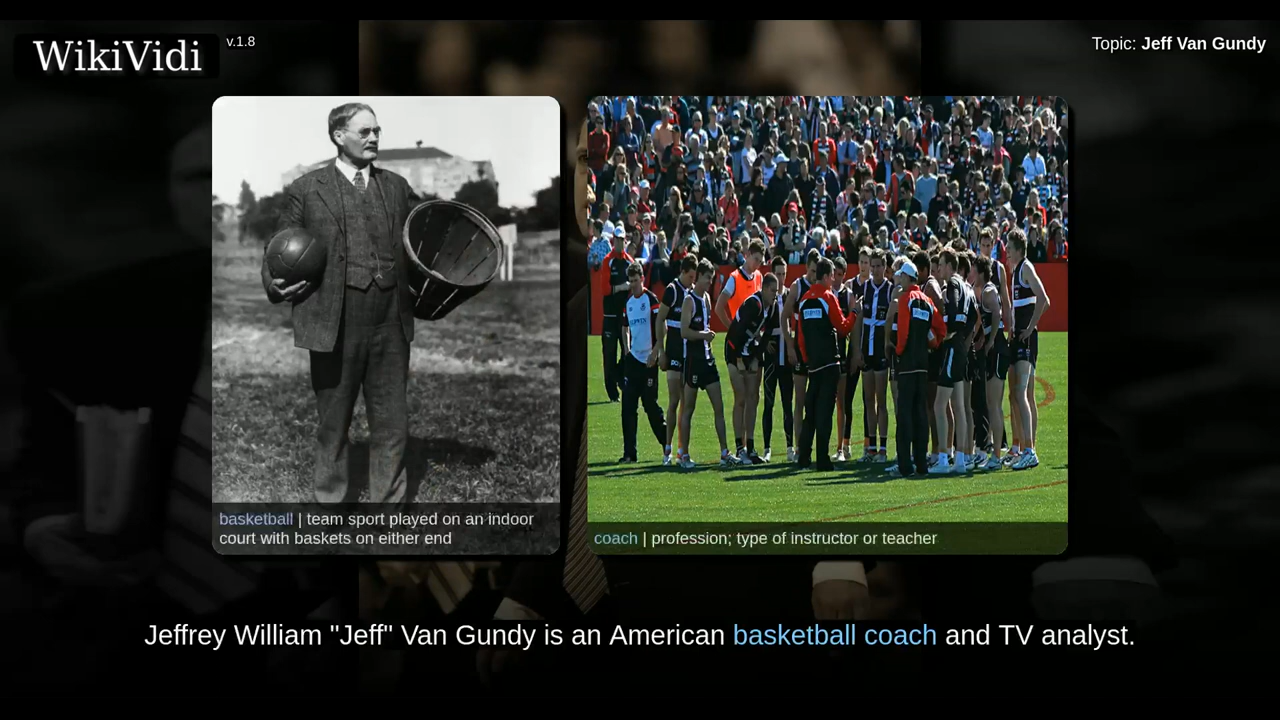 WikiVidi v.1.8
Topic: Jeff Van Gundy
basketball | team sport played on an indoor
court with baskets on either end
coach | profession; type of instructor or teacher
Jeffrey William "Jeff" Van Gundy is an American basketball coach and TV analyst.